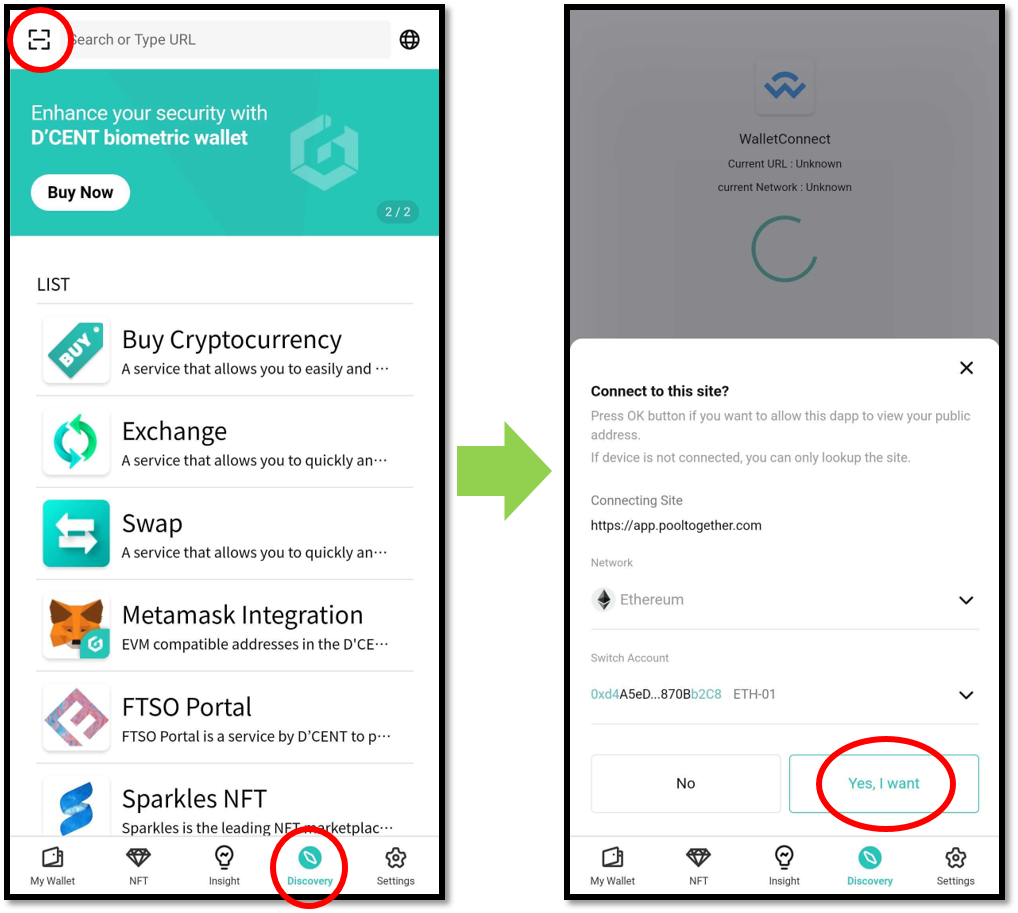 Search or Type URL
Enhance your security with
D'CENT biometric wallet
Buy Now
2 / 2
LIST
BUY
Buy Cryptocurrency
A service that allows you to easily and ···
Exchange
A service that allows you to quickly an···
Swap
A service that allows you to quickly an···
Metamask Integration
EVM compatible addresses in the D'CE···
FTSO Portal
FTSO Portal is a service by D'CENT to p···
Sparkles NFT
Sparkles is the leading NFT marketplac···
My Wallet
NFT
Insight
Discovery
Settings
WalletConnect
Current URL : Unknown
current Network : Unknown
Connect to this site?
Press OK button if you want to allow this dapp to view your public
address.
If device is not connected, you can only lookup the site.
Connecting Site
https://app.pooltogether.com
Network
Ethereum
Switch Account
0xd4A5eD...870Bb2C8 ETH-01
No
Yes, I want
My Wallet
NFT
Insight
Discovery
Settings